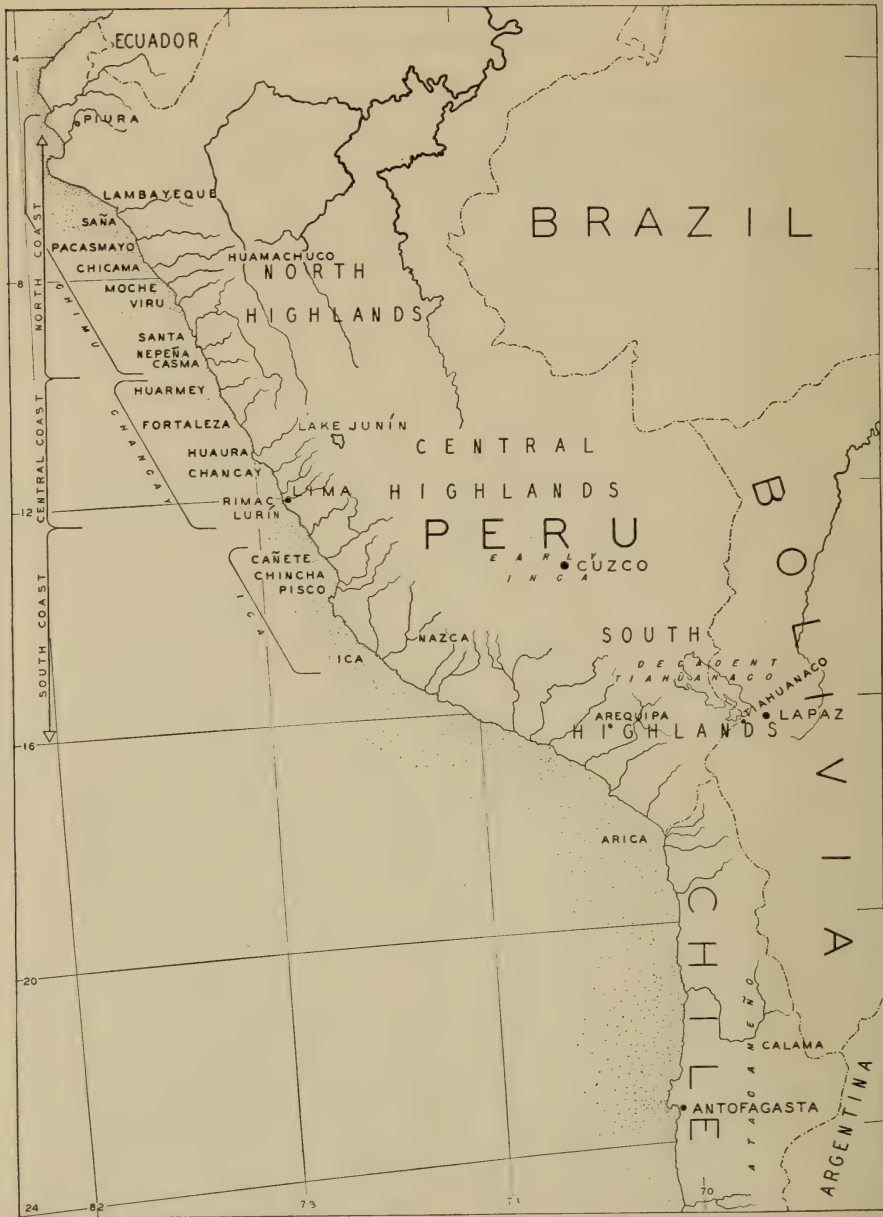 ECUADOR
4
PIURA
LAMBAYEQUE
SAÑA
PACASMAYO
CHICAMA
8
MOCHE
VIRU
HUAMACHUCO
NORTH
HIGHLANDS
BRAZIL
NORTH COAST
CHIMU
SANTA
NEPEÑA
CASMA
HUARMEY
FORTALEZA
LAKE JUNÍN
HUAURA
CHANCAY
CENTRAL COAST
CHANCAY
LIMA
RIMAC
12
LURÍN
CENTRAL
HIGHLANDS
PERU
EARLY
INCA
CUZCO
BOLIVIA
CAÑETE
CHINCHA
PISCO
ICA
SOUTH COAST
ICA
NAZCA
SOUTH
DECADENT
TIAHUANACO
TIAHUANACO
LAPAZ
AREQUIPA
HIGHLANDS
16
ARICA
CHILE
20
ATACAMEÑO
CALAMA
ANTOFAGASTA
ARGENTINA
24
82
73
71
70